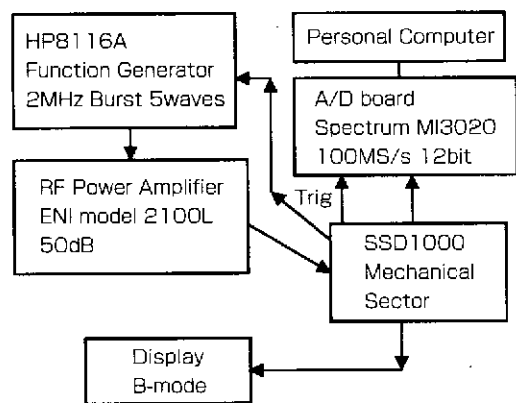 HP8116A
Function Generator
2MHz Burst 5waves
Personal Computer
A/D board
Spectrum MI3020
100MS/s 12bit
RF Power Amplifier
ENI model 2100L
50dB
Trig
SSD1000
Mechanical
Sector
Display
B-mode